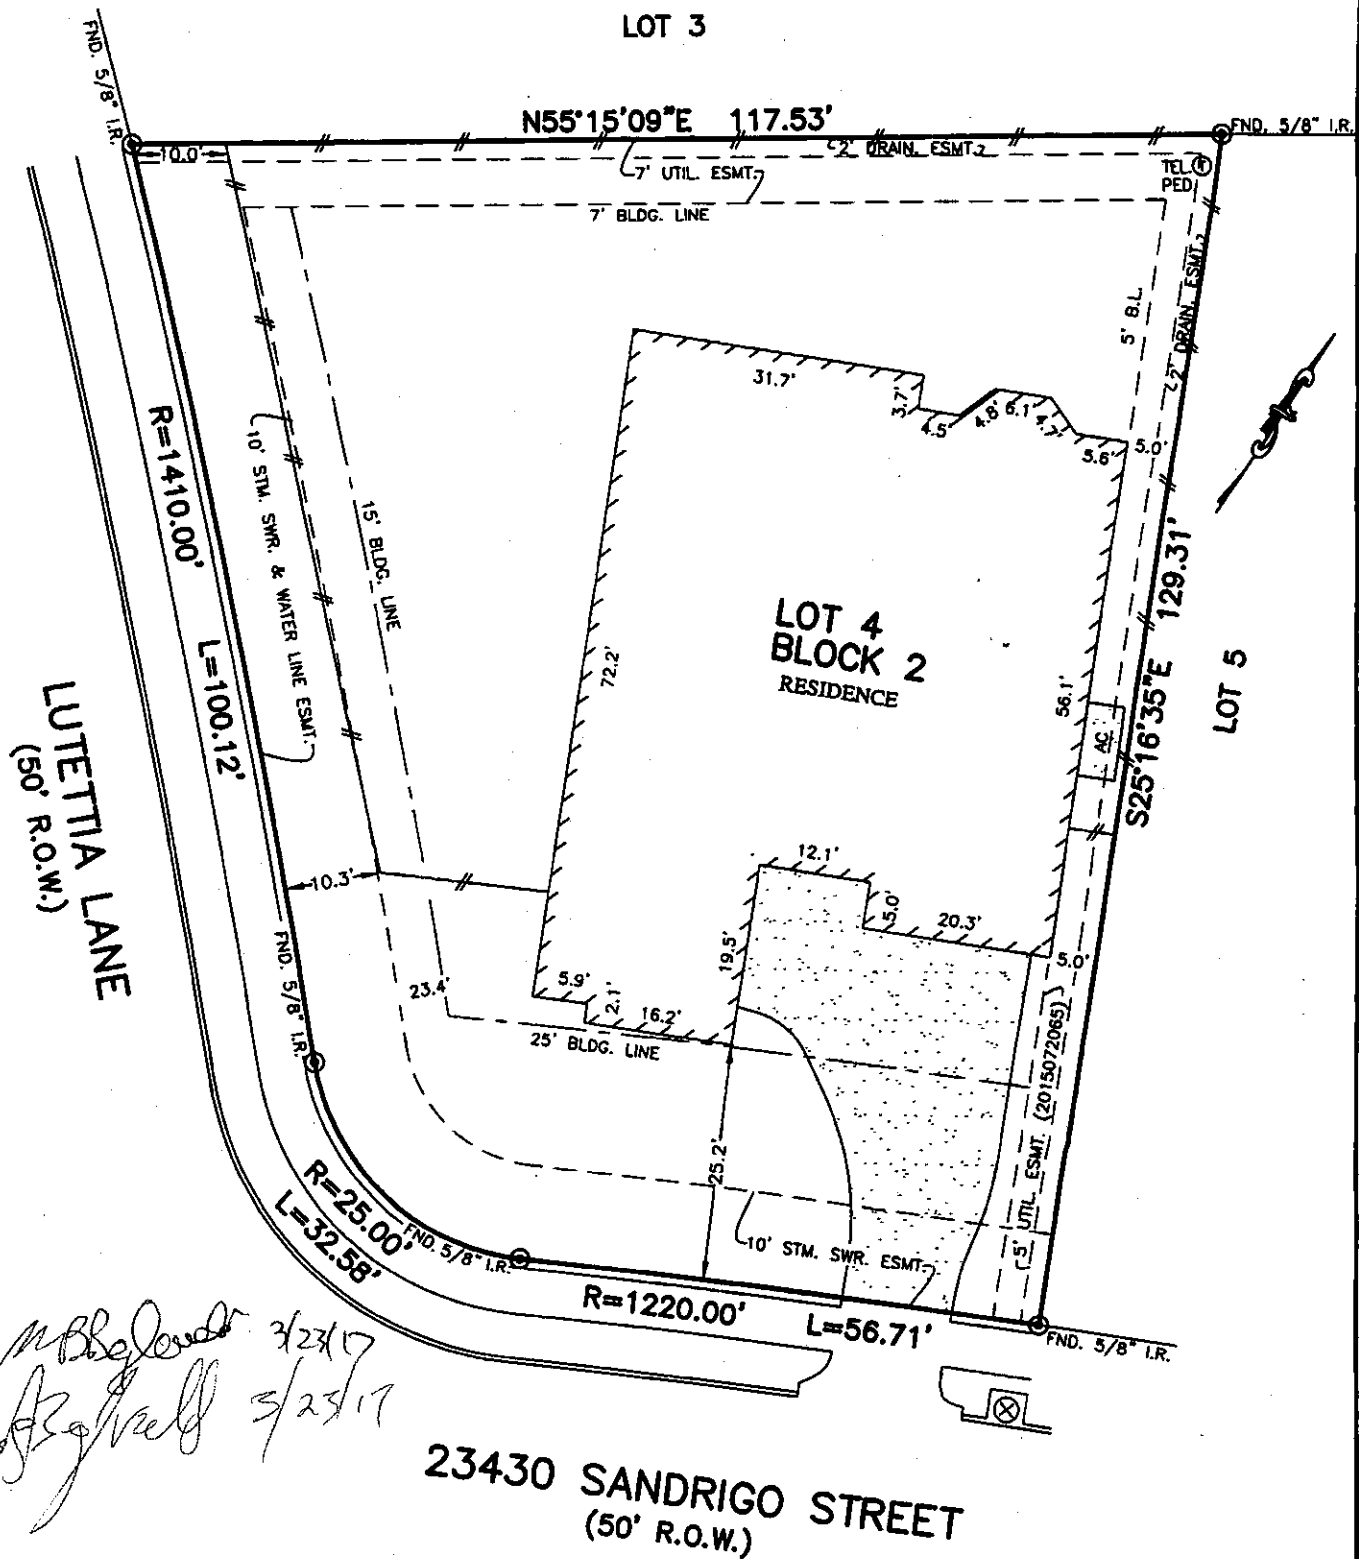 LOT 3
FND. 5/8" I.R.
N55°15'09"E 117.53'
FND. 5/8" I.R.
10.0'
2' DRAIN. ESMT.
7' UTIL. ESMT.
TEL.
PED.
7' BLDG. LINE
2' DRAIN. ESMT.
5' B.L.
31.7'
3.7'
4.5'
4.8'
6.1'
4.7'
5.6'
5.0'
R=1410.00' L=100.12'
10' STM. SWR. & WATER LINE ESMT.
15' BLDG. LINE
S25°16'35"E 129.31'
LOT 5
LOT 4
BLOCK 2
RESIDENCE
72.2'
56.1'
AC
LUTETTIA LANE
(50' R.O.W.)
12.1'
5.0'
20.3'
10.3'
19.5'
5.0'
FND. 5/8" I.R.
23.4'
5.9'
2.1'
16.2'
25' BLDG. LINE
5' UTIL. ESMT. (2015072065)
25.2'
10' STM. SWR. ESMT.
R=25.00'
L=32.58'
FND. 5/8" I.R.
R=1220.00' L=56.71'
FND. 5/8" I.R.
3/23/17
3/23/17
23430 SANDRIGO STREET
(50' R.O.W.)